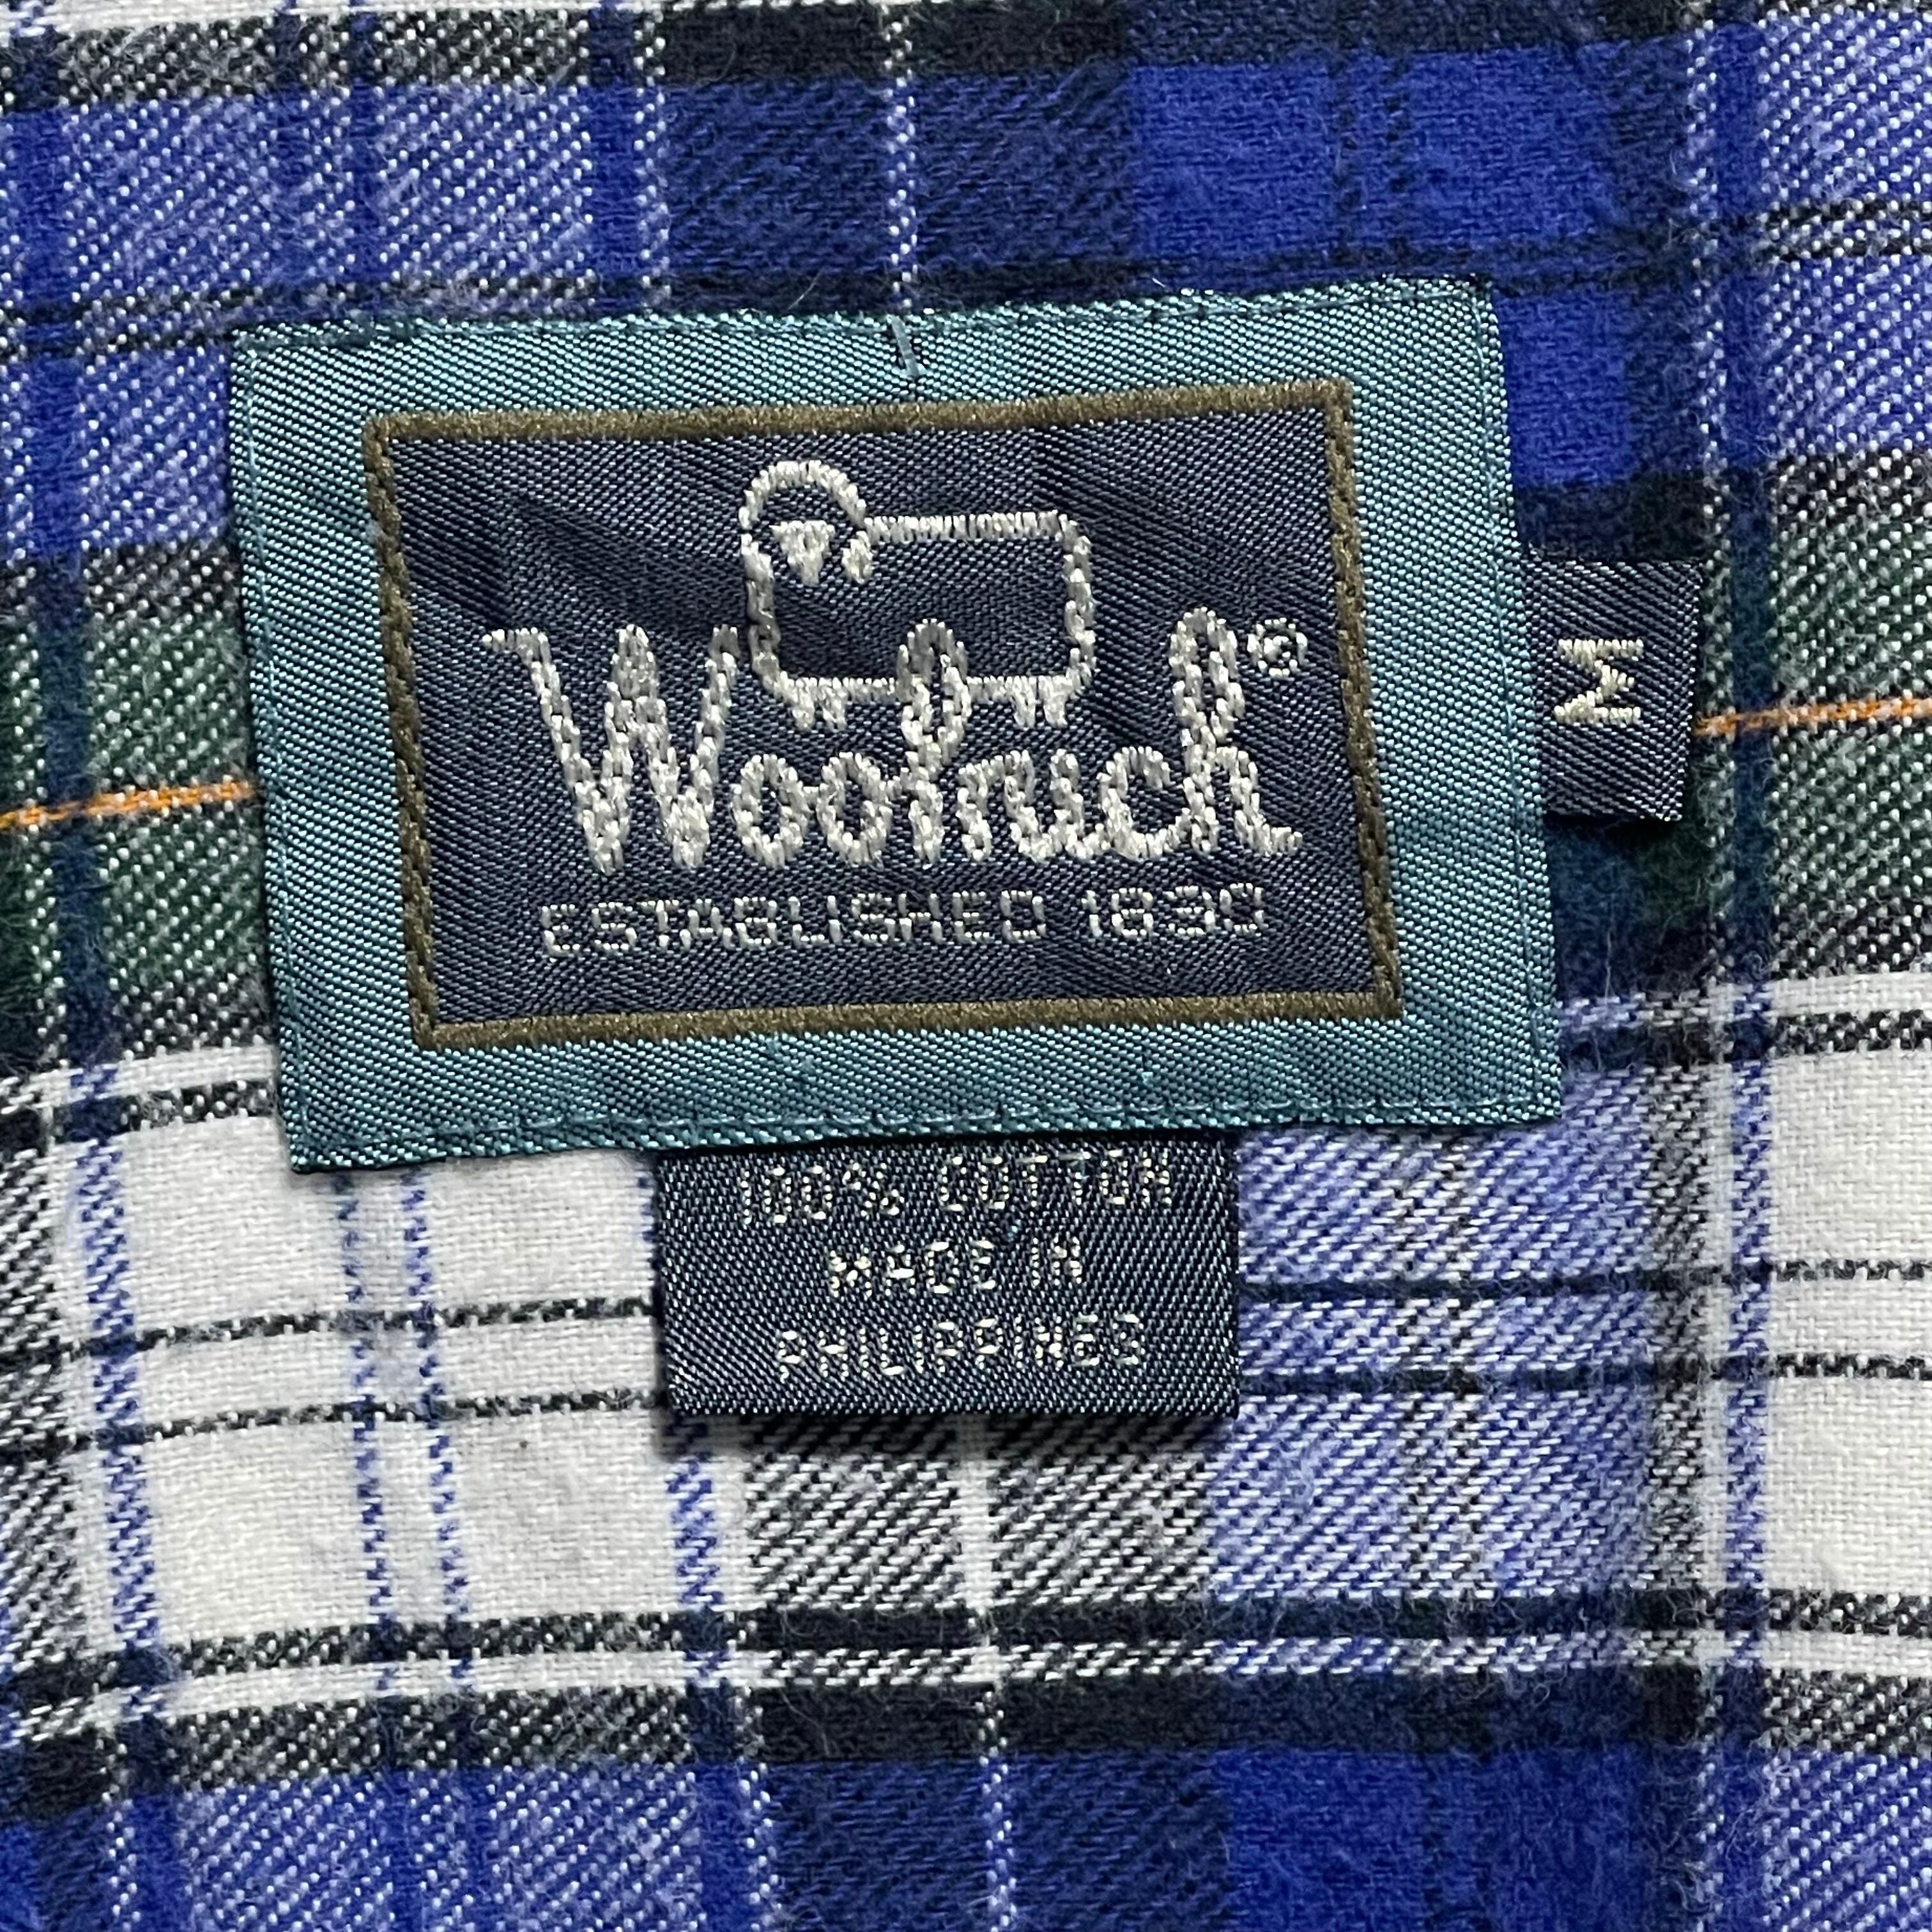 Woolrich®
ESTABLISHED 1830
M
100% COTTON
MADE IN
PHILIPPINES